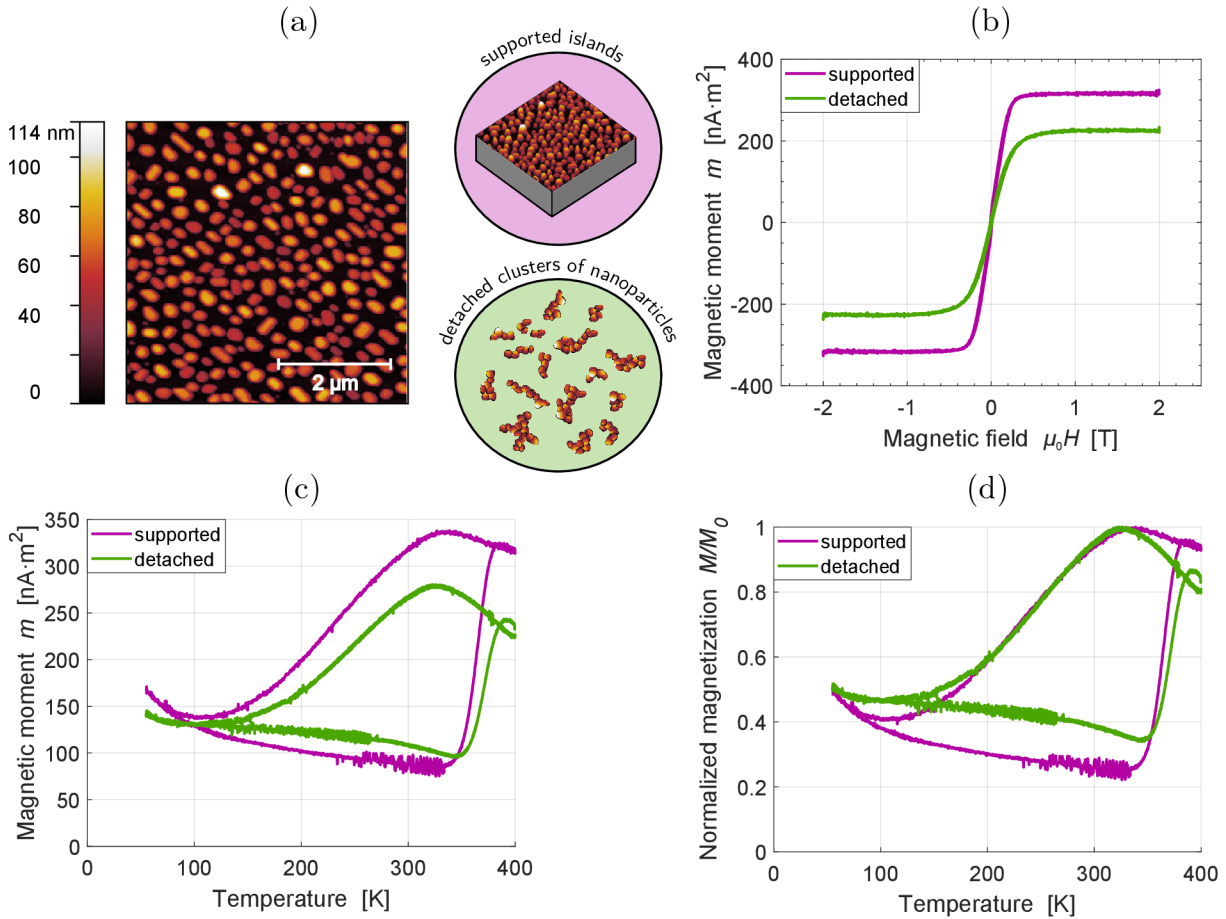 (a)
114 nm
100
80
60
40
0
2 µm
supported islands
detached clusters of nanoparticles
(b)
supported
detached
400
300
200
0
-200
-400
-2
-1
0
1
2
Magnetic moment m [nA·m²]
Magnetic field μ₀H [T]
(c)
supported
detached
350
300
250
200
150
100
50
0
0
100
200
300
400
Magnetic moment m [nA·m²]
Temperature [K]
(d)
supported
detached
1
0.8
0.6
0.4
0.2
0
0
100
200
300
400
Normalized magnetization M/M₀
Temperature [K]